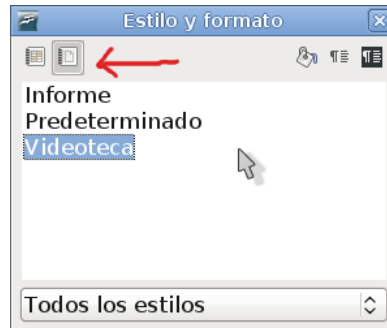 Estilo y formato
Informe
Predeterminado
Videoteca
Todos los estilos